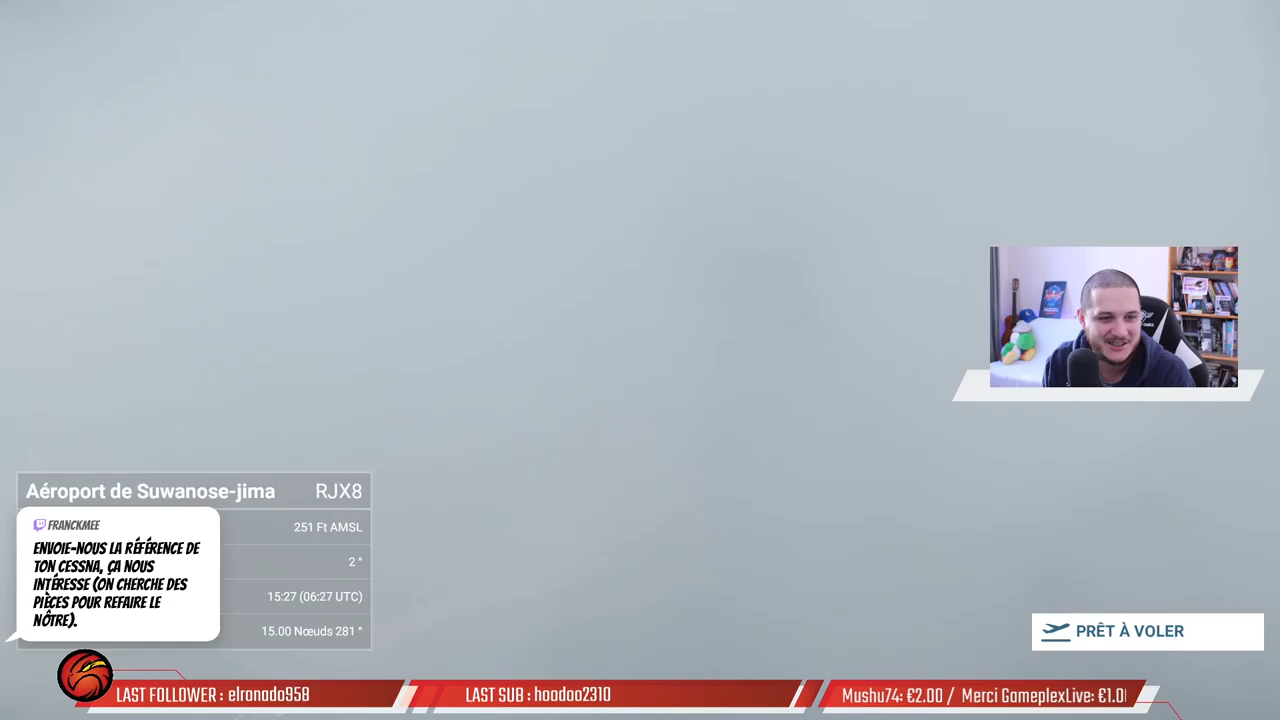 Aéroport de Suwanose-jima RJX8
251 Ft AMSL
2 °
15:27 (06:27 UTC)
15.00 Nœuds 281 °
FRANCKMEE
ENVOIE-NOUS LA RÉFÉRENCE DE
TON CESSNA, ÇA NOUS
INTÉRESSE (ON CHERCHE DES
PIÈCES POUR REFAIRE LE
NÔTRE).
PRÊT À VOLER
LAST FOLLOWER : elronado958
LAST SUB : hoodoo2310
Mushu74: €2.00 / Merci GameplexLive: €1.0